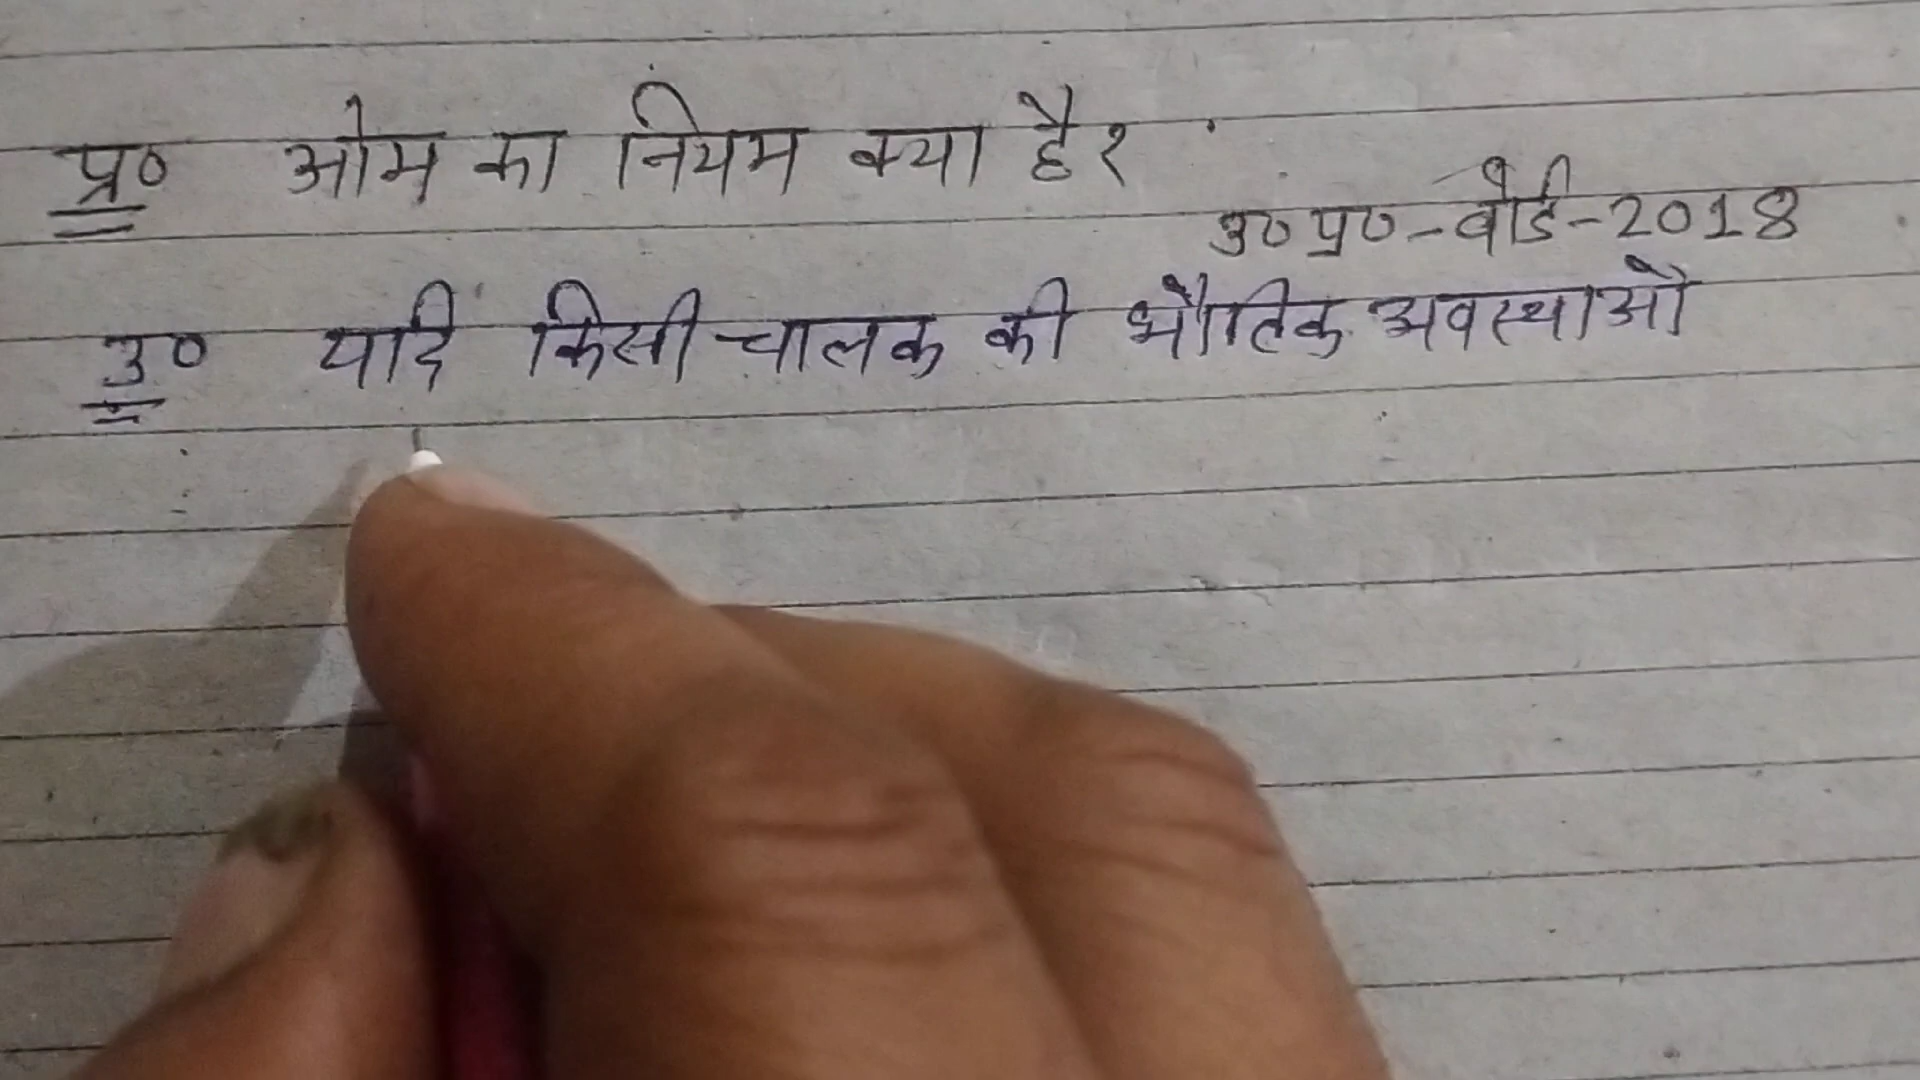 प्र० ओम का नियम क्या है?
उ०प्र०-बोर्ड-2018
उ० यदि किसी चालक की भौतिक अवस्थाओ